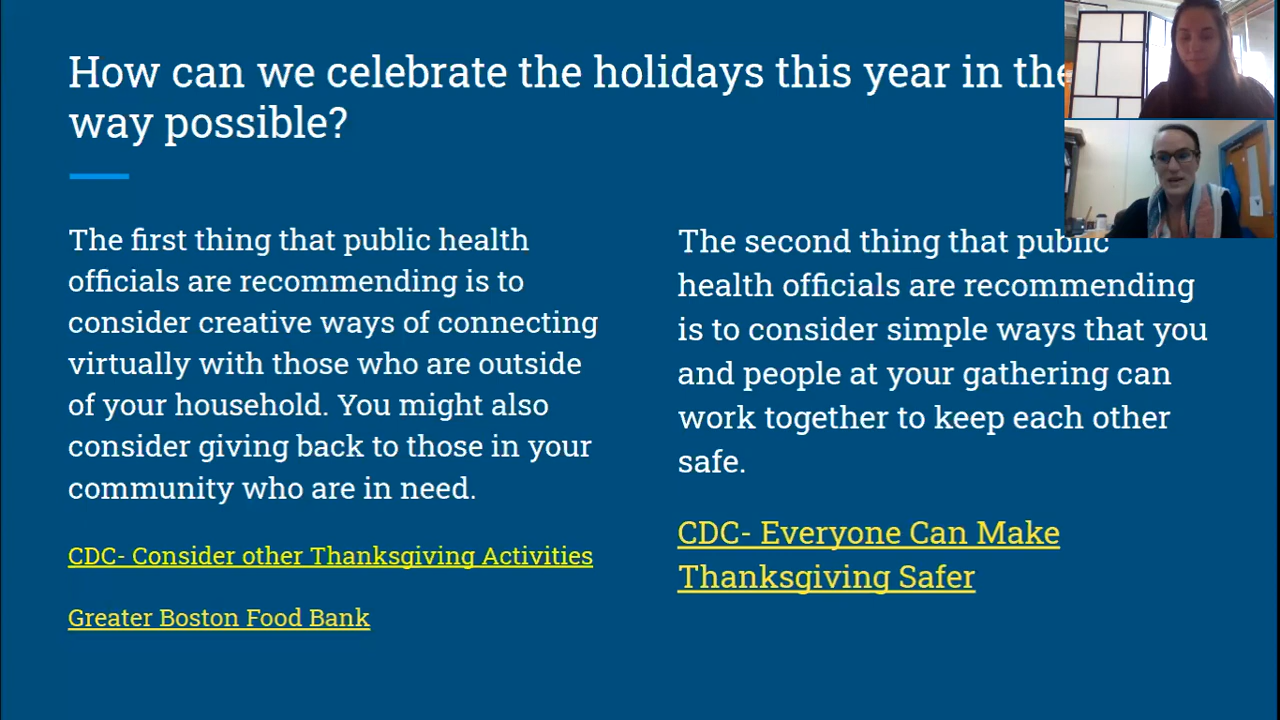 How can we celebrate the holidays this year in the
way possible?
The first thing that public health
officials are recommending is to
consider creative ways of connecting
virtually with those who are outside
of your household. You might also
consider giving back to those in your
community who are in need.
CDC- Consider other Thanksgiving Activities
Greater Boston Food Bank
The second thing that public
health officials are recommending
is to consider simple ways that you
and people at your gathering can
work together to keep each other
safe.
CDC- Everyone Can Make
Thanksgiving Safer